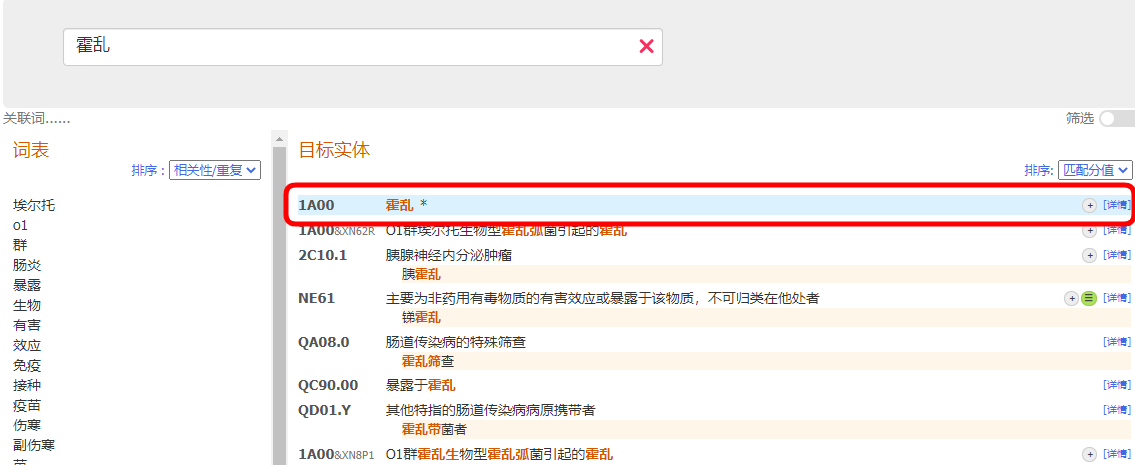 霍乱
关联词......
筛选
词表
排序 : 相关性/重复
埃尔托
o1
群
肠炎
暴露
生物
有害
效应
免疫
接种
疫苗
伤寒
副伤寒
目标实体
排序: 匹配分值
1A00 霍乱 * [详情]
1A00&XN62R O1群埃尔托生物型霍乱弧菌引起的霍乱 [详情]
2C10.1 胰腺神经内分泌肿瘤 [详情]
胰霍乱
NE61 主要为非药用有毒物质的有害效应或暴露于该物质，不可归类在他处者 [详情]
锑霍乱
QA08.0 肠道传染病的特殊筛查 [详情]
霍乱筛查
QC90.00 暴露于霍乱 [详情]
QD01.Y 其他特指的肠道传染病病原携带者 [详情]
霍乱带菌者
1A00&XN8P1 O1群霍乱生物型霍乱弧菌引起的霍乱 [详情]